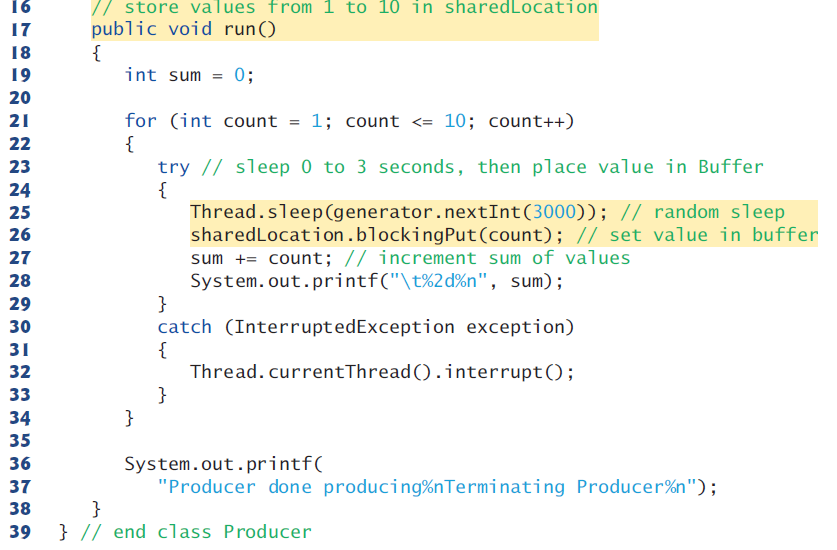 16 // store values from 1 to 10 in sharedLocation
17 public void run()
18 {
19 int sum = 0;
20
21 for (int count = 1; count <= 10; count++)
22 {
23 try // sleep 0 to 3 seconds, then place value in Buffer
24 {
25 Thread.sleep(generator.nextInt(3000)); // random sleep
26 sharedLocation.blockingPut(count); // set value in buffer
27 sum += count; // increment sum of values
28 System.out.printf("\t%2d%n", sum);
29 }
30 catch (InterruptedException exception)
31 {
32 Thread.currentThread().interrupt();
33 }
34 }
35
36 System.out.printf(
37 "Producer done producing%nTerminating Producer%n");
38 }
39 } // end class Producer